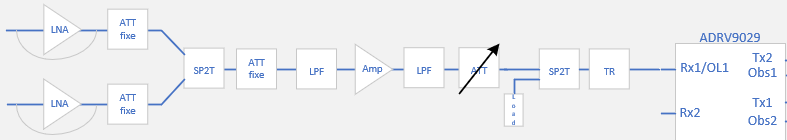 LNA
ATT
fixe
SP2T
ATT
fixe
LPF
Amp
LPF
ATT
Load
SP2T
TR
ADRV9029
Rx1/OL1
Tx2
Obs1
Rx2
Tx1
Obs2
LNA
ATT
fixe